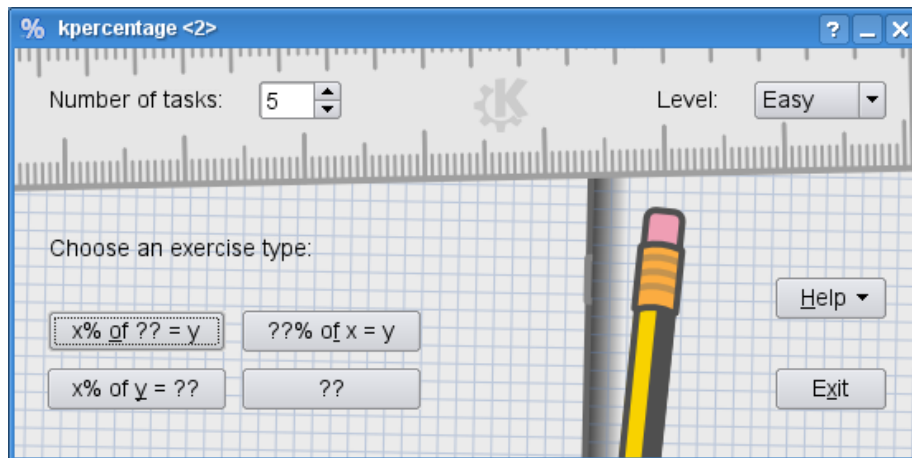 % kpercentage <2>
Number of tasks: 5 Level: Easy
Choose an exercise type:
x% of ?? = y ??% of x = y
Help
x% of y = ?? ?? Exit